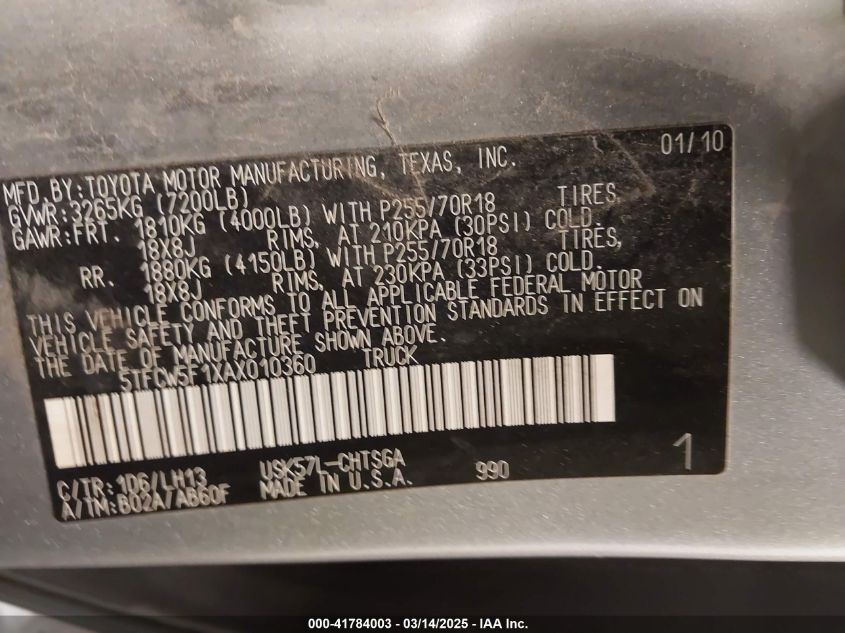 01/10
MFD.BY:TOYOTA MOTOR MANUFACTURING, TEXAS, INC.
GVWR:3265KG (7200LB)
GAWR:FRT. 1810KG (4000LB) WITH P255/70R18 TIRES,
18X8J RIMS, AT 210KPA (30PSI) COLD.
RR. 1880KG (4150LB) WITH P255/70R18 TIRES,
18X8J RIMS, AT 230KPA (33PSI) COLD.
THIS VEHICLE CONFORMS TO ALL APPLICABLE FEDERAL MOTOR
VEHICLE SAFETY AND THEFT PREVENTION STANDARDS IN EFFECT ON
THE DATE OF MANUFACTURE SHOWN ABOVE.
5TFCW5F1XAX010360 TRUCK
C/TR:1D6/LH13 USK57L-CHTSGA 990 1
A/TM:B02A/AB60F MADE IN U.S.A.
000-41784003 - 03/14/2025 - IAA Inc.